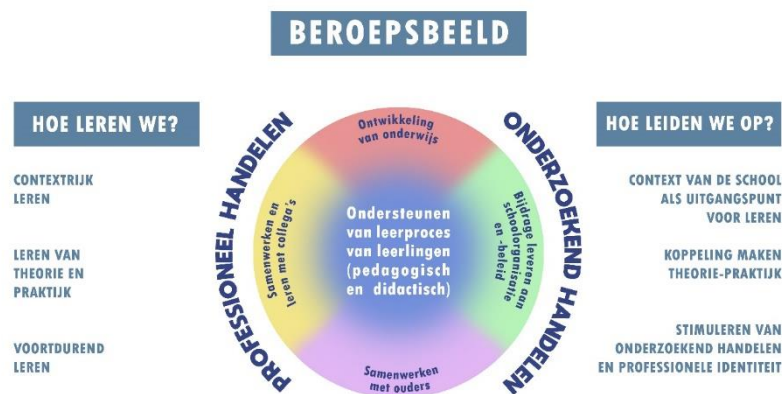 BEROEPSBEELD
HOE LEREN WE?
CONTEXTRIJK
LEREN
LEREN VAN
THEORIE EN
PRAKTIJK
VOORTDUREND
LEREN
PROFESSIONEEL HANDELEN
Ontwikkeling
van onderwijs
Samenwerken en
leren met collega's
Ondersteunen
van leerproces
van leerlingen
(pedagogisch
en didactisch)
Bijdrage leveren aan
schoolorganisatie
en -beleid
Samenwerken
met ouders
ONDERZOEKEND HANDELEN
HOE LEIDEN WE OP?
CONTEXT VAN DE SCHOOL
ALS UITGANGSPUNT
VOOR LEREN
KOPPELING MAKEN
THEORIE-PRAKTIJK
STIMULEREN VAN
ONDERZOEKEND HANDELEN
EN PROFESSIONELE IDENTITEIT